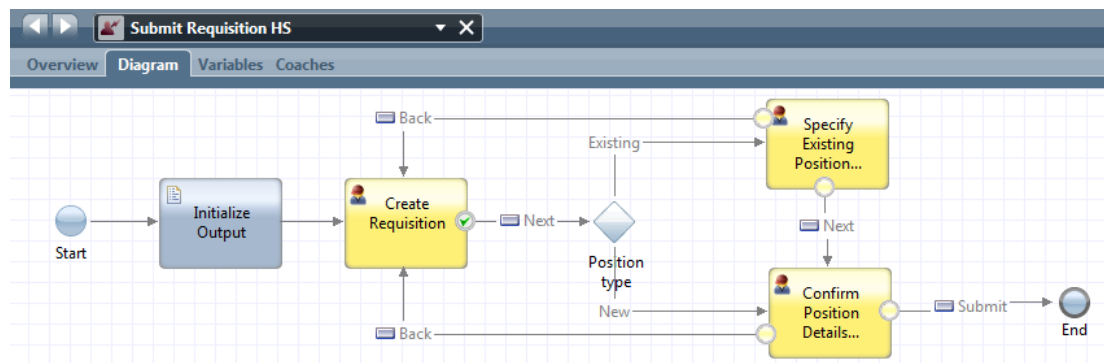 Submit Requisition HS
Overview Diagram Variables Coaches
Back
Specify
Existing
Position...
Existing
Initialize
Output
Create
Requisition
Next
Next
Start
Position
type
Confirm
Position
Details...
New
Submit
Back
End